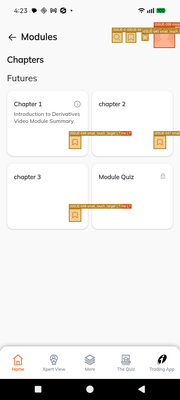 4:23
Modules
Chapters
Futures
Chapter 1
Introduction to Derivatives
Video Module Summary.
chapter 2
chapter 3
Module Quiz
Home
Xpert View
More
The Quiz
Trading App